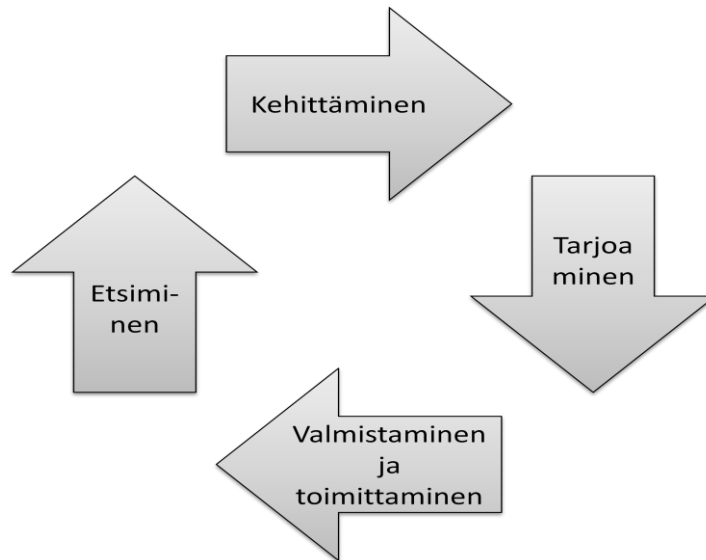 Kehittäminen
Tarjoa
minen
Valmistaminen
ja
toimittaminen
Etsimi-
nen